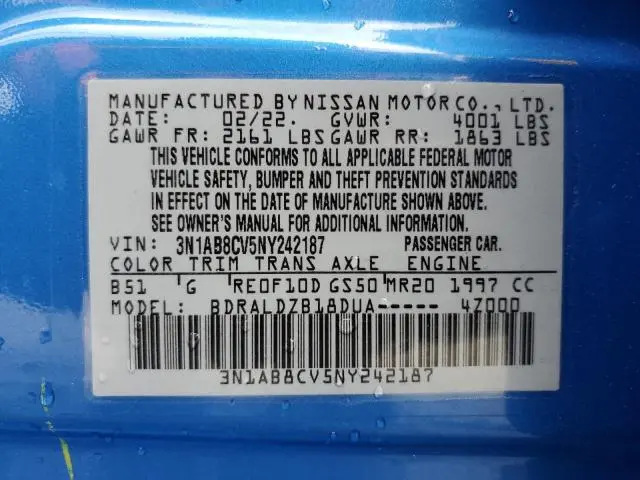 MANUFACTURED BY NISSAN MOTOR CO., LTD.
DATE: 02/22. GVWR: 4001 LBS
GAWR FR: 2161 LBS GAWR RR: 1863 LBS
THIS VEHICLE CONFORMS TO ALL APPLICABLE FEDERAL MOTOR
VEHICLE SAFETY, BUMPER AND THEFT PREVENTION STANDARDS
IN EFFECT ON THE DATE OF MANUFACTURE SHOWN ABOVE.
SEE OWNER'S MANUAL FOR ADDITIONAL INFORMATION.
VIN: 3N1AB8CV5NY242187 PASSENGER CAR.
COLOR TRIM TRANS AXLE ENGINE
B51 G RE0F10D GS50 MR20 1997 CC
MODEL: BDRALDZB18DUA----- 4Z000
3N1AB8CV5NY242187